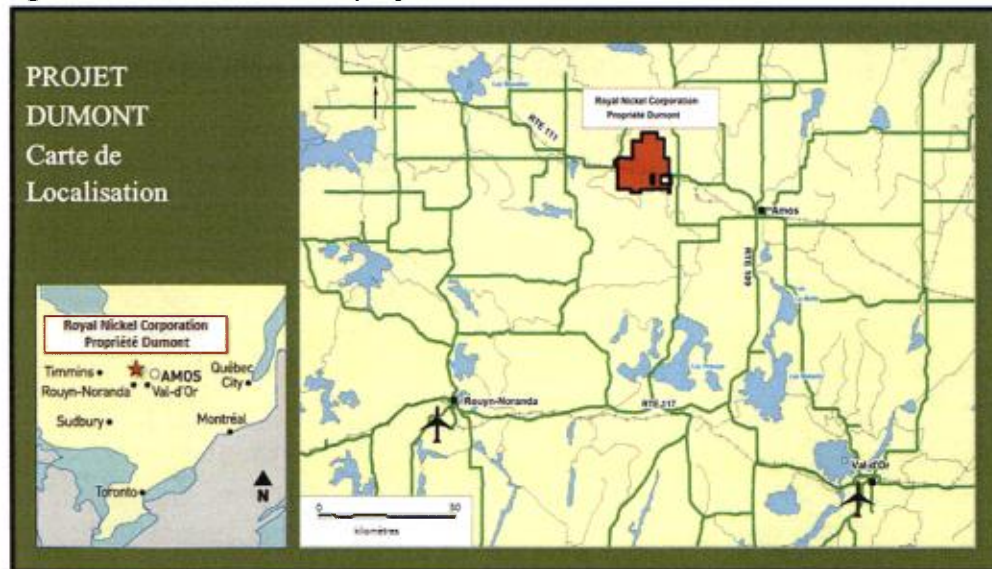 PROJET
DUMONT
Carte de
Localisation
Royal Nickel Corporation
Propriété Dumont
Timmins
AMOS
Québec
City
Rouyn-Noranda
Val-d'Or
Sudbury
Montréal
Toronto
N
Royal Nickel Corporation
Propriété Dumont
RTE 111
Amos
RTE 109
Rouyn-Noranda
RTE 117
Val-d'Or
0
kilomètres